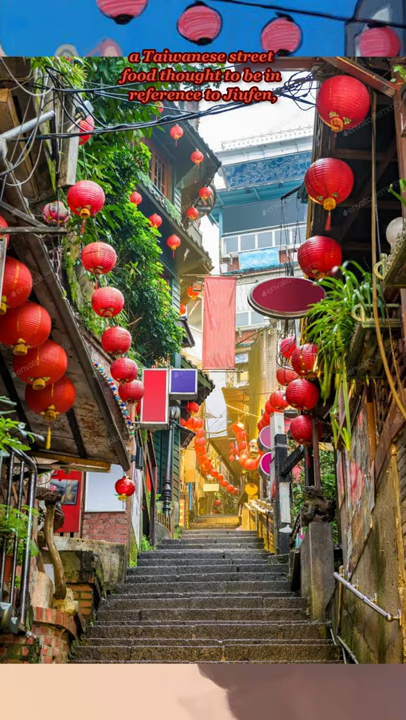 a Taiwanese street
food thought to be in
reference to Jiufen,